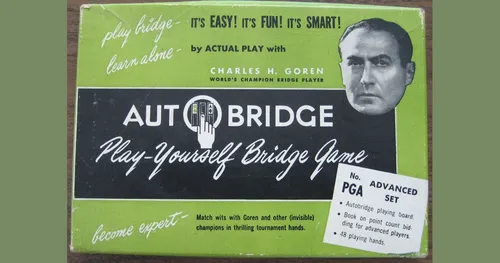 play bridge-
learn alone-
IT'S EASY! IT'S FUN! IT'S SMART!
by ACTUAL PLAY with
CHARLES H. GOREN
WORLD'S CHAMPION BRIDGE PLAYER
AUTOBRIDGE
Play-Yourself Bridge Game
No.
PGA
ADVANCED
SET
• Autobridge playing board.
• Book on point count bid
ding for advanced players.
• 48 playing hands.
become expert-
Match wits with Goren and other (invisible)
champions in thrilling tournament hands.